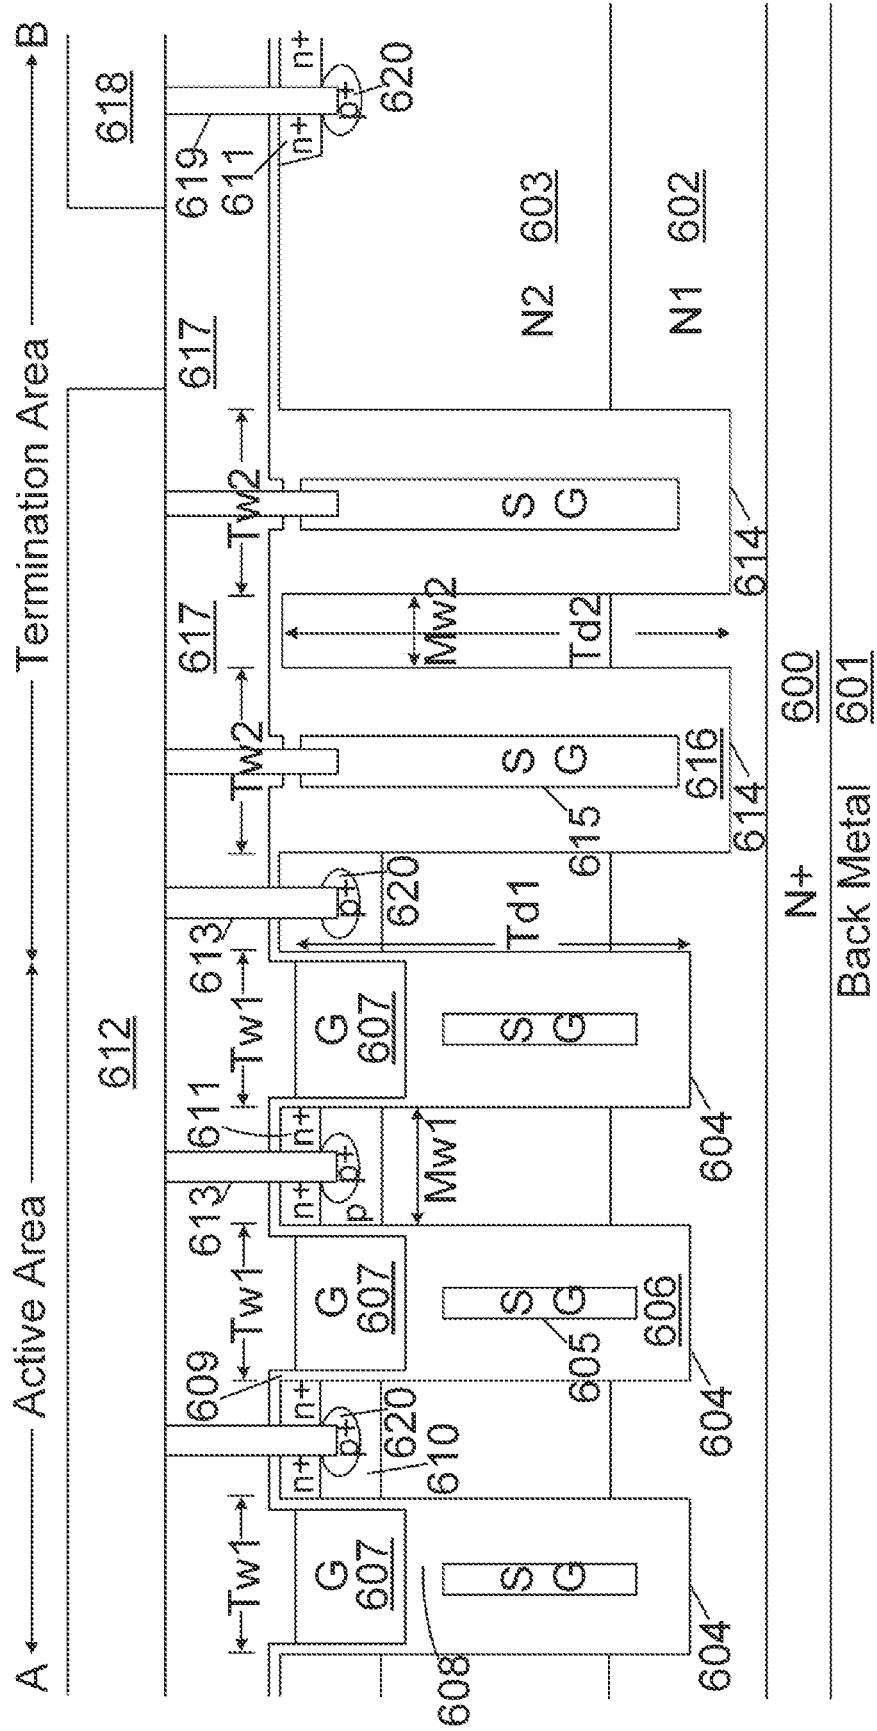 A Active Area Termination Area B
612 618
609 613 611 613 617 617 619
Tw1 Tw1 Tw1 Tw2 Tw2 611
n+ n+ n+ n+ n+ n+
G p+ G p p+ G p+ p+
607 620 607 607 620 620
608 610 Mw1 Mw2
S G S G S G Td1 S G S G N2 603
605 615 Td2
606 616 N1 602
604 604 604 614 614
N+ 600
Back Metal 601